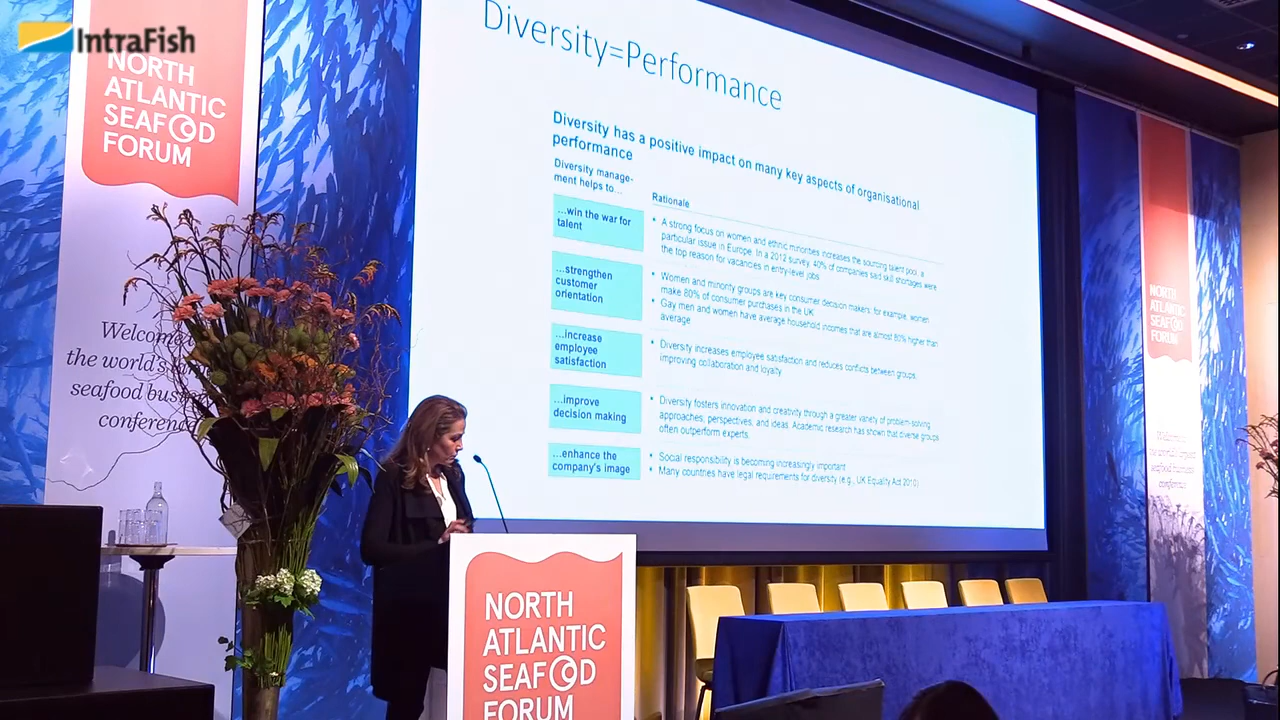 IntraFish
NORTH
ATLANTIC
SEAFOOD
FORUM
Welcome
the world's
seafood
conference
Diversity=Performance
Diversity has a positive impact on many key aspects of organisational
performance
Diversity manage-
ment helps to ...
Rationale
...win the war for
talent
• A strong focus on women and ethnic minorities increases the sourcing talent pool, a
particular issue in Europe. In a 2012 survey, 40% of companies said skill shortages were
the top reason for vacancies in entry-level jobs
...strengthen
customer
orientation
• Women and minority groups are key consumer decision makers: for example, women
make 80% of consumer purchases in the UK
• Gay men and women have average household incomes that are almost 80% higher than
average
...increase
employee
satisfaction
• Diversity increases employee satisfaction and reduces conflicts between groups,
improving collaboration and loyalty
...improve
decision making
• Diversity fosters innovation and creativity through a greater variety of problem-solving
approaches, perspectives, and ideas. Academic research has shown that diverse groups
often outperform experts.
...enhance the
company's image
• Social responsibility is becoming increasingly important
• Many countries have legal requirements for diversity (e.g., UK Equality Act 2010)
NORTH
ATLANTIC
SEAFOOD
FORUM
NORTH
ATLANTIC
SEAFOOD
FORUM
seafood business
conference